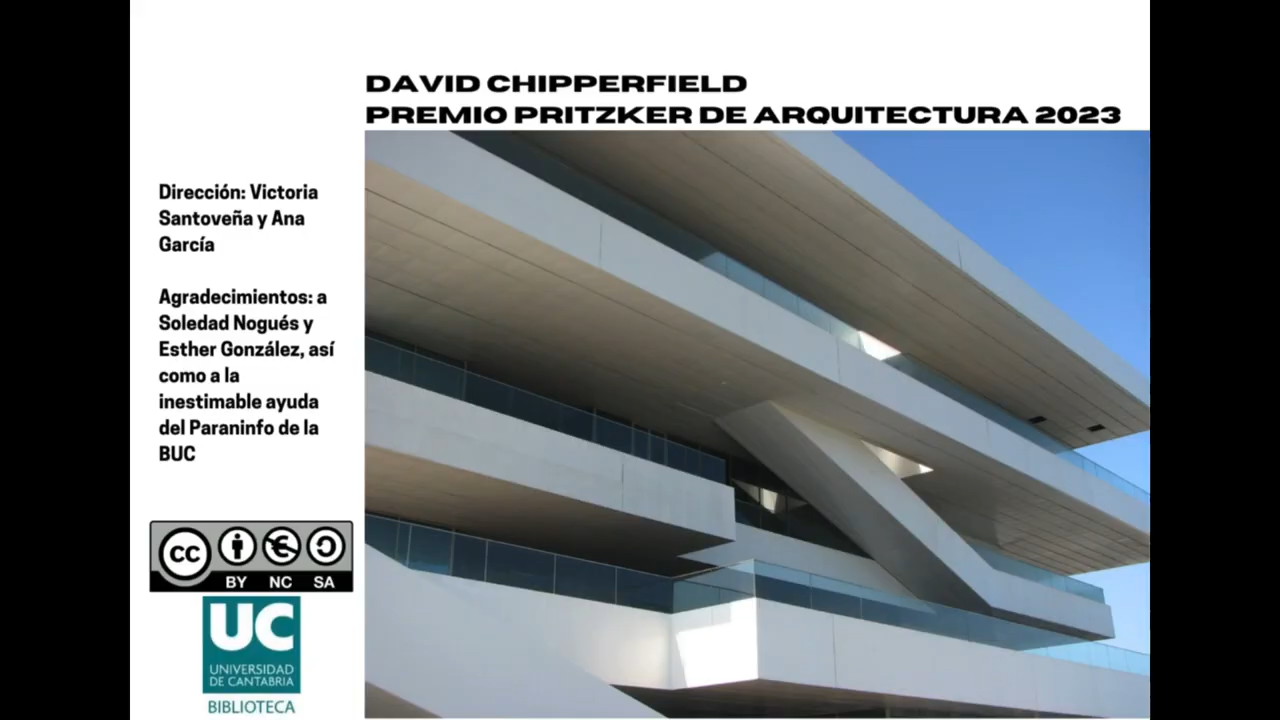 DAVID CHIPPERFIELD
PREMIO PRITZKER DE ARQUITECTURA 2023
Dirección: Victoria
Santoveña y Ana
García
Agradecimientos: a
Soledad Nogués y
Esther González, así
como a la
inestimable ayuda
del Paraninfo de la
BUC
cc
BY NC SA
UC
UNIVERSIDAD
DE CANTABRIA
BIBLIOTECA